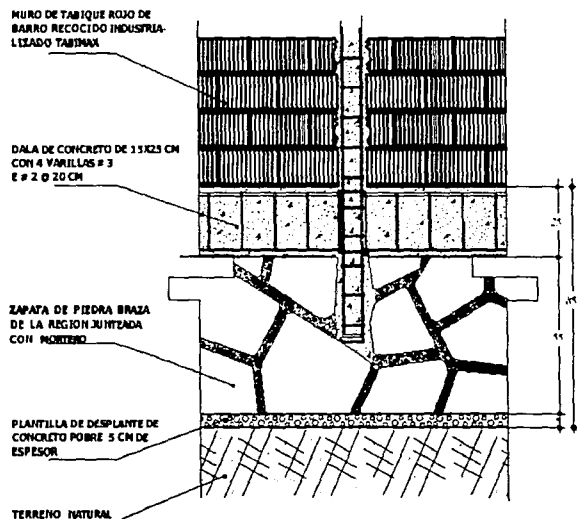 MURO DE TABIQUE ROJO DE
BARRO RECOCIDO INDUSTRIA-
LIZADO TABIMAX
DALA DE CONCRETO DE 15X25 CM
CON 4 VARILLAS # 3
E # 2 @ 20 CM
ZAPATA DE PIEDRA BRAZA
DE LA REGION JUNTEADA
CON MORTERO
PLANTILLA DE DESPLANTE DE
CONCRETO POBRE 5 CM DE
ESPESOR
TERRENO NATURAL